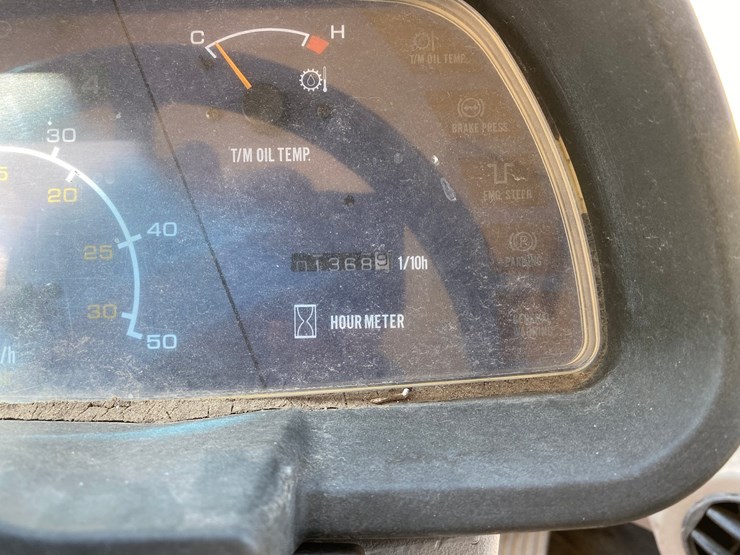 C H
T/M OIL TEMP.
T/M OIL TEMP.
BRAKE PRESS.
EMG. STEER
PARKING
30
20
40
25
30
50
/h
1368
1/10h
HOUR METER